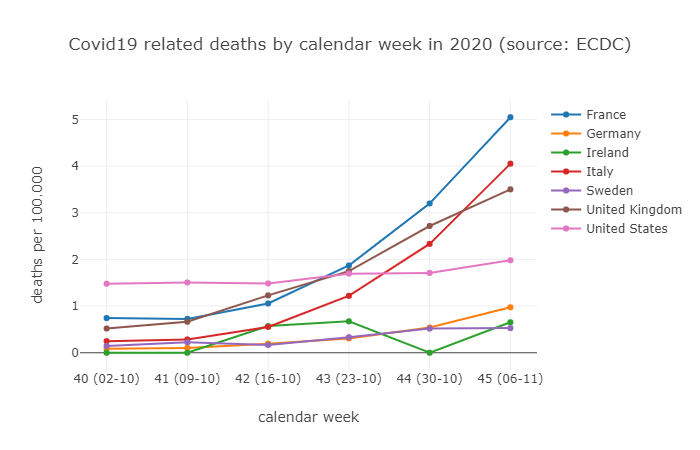 Covid19 related deaths by calendar week in 2020 (source: ECDC)
deaths per 100.000
5
4
3
2
1
0
40 (02-10) 41 (09-10) 42 (16-10) 43 (23-10) 44 (30-10) 45 (06-11)
calendar week
France
Germany
Ireland
Italy
Sweden
United Kingdom
United States